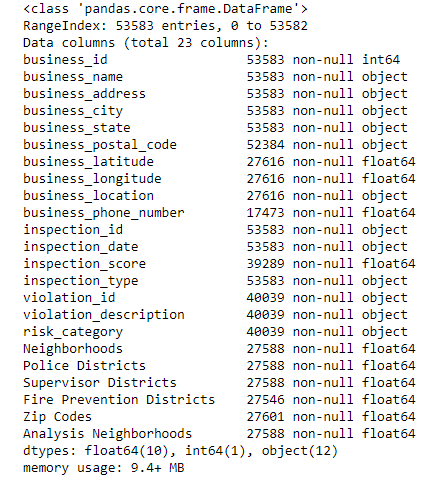 <class 'pandas.core.frame.DataFrame'>
RangeIndex: 53583 entries, 0 to 53582
Data columns (total 23 columns):
business_id                  53583 non-null int64
business_name                53583 non-null object
business_address             53583 non-null object
business_city                53583 non-null object
business_state               53583 non-null object
business_postal_code         52384 non-null object
business_latitude            27616 non-null float64
business_longitude           27616 non-null float64
business_location            27616 non-null object
business_phone_number        17473 non-null float64
inspection_id                53583 non-null object
inspection_date              53583 non-null object
inspection_score             39289 non-null float64
inspection_type              53583 non-null object
violation_id                 40039 non-null object
violation_description        40039 non-null object
risk_category                40039 non-null object
Neighborhoods                27588 non-null float64
Police Districts             27588 non-null float64
Supervisor Districts         27588 non-null float64
Fire Prevention Districts    27546 non-null float64
Zip Codes                    27601 non-null float64
Analysis Neighborhoods       27588 non-null float64
dtypes: float64(10), int64(1), object(12)
memory usage: 9.4+ MB